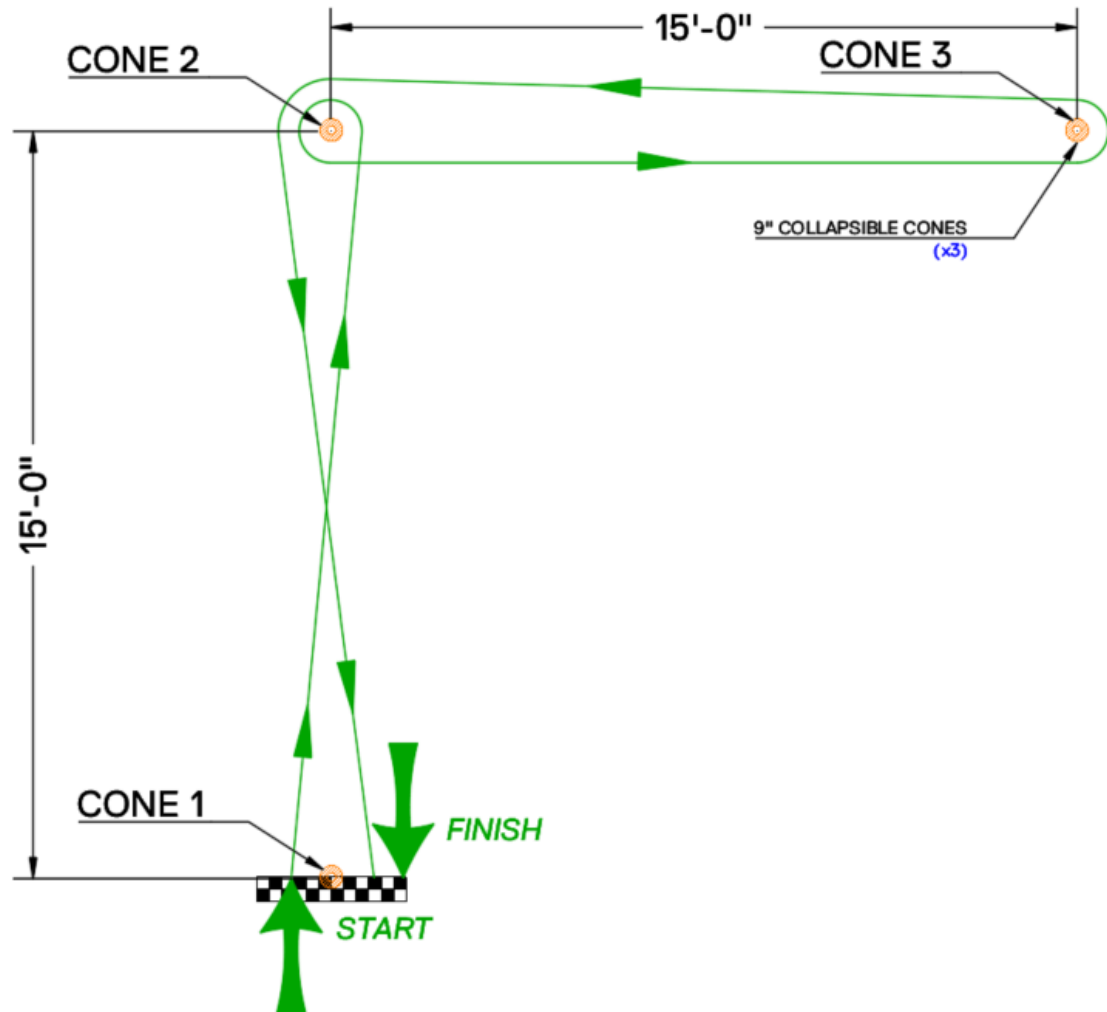 15'-0"
CONE 2
CONE 3
9" COLLAPSIBLE CONES
(x3)
15'-0"
CONE 1
FINISH
START